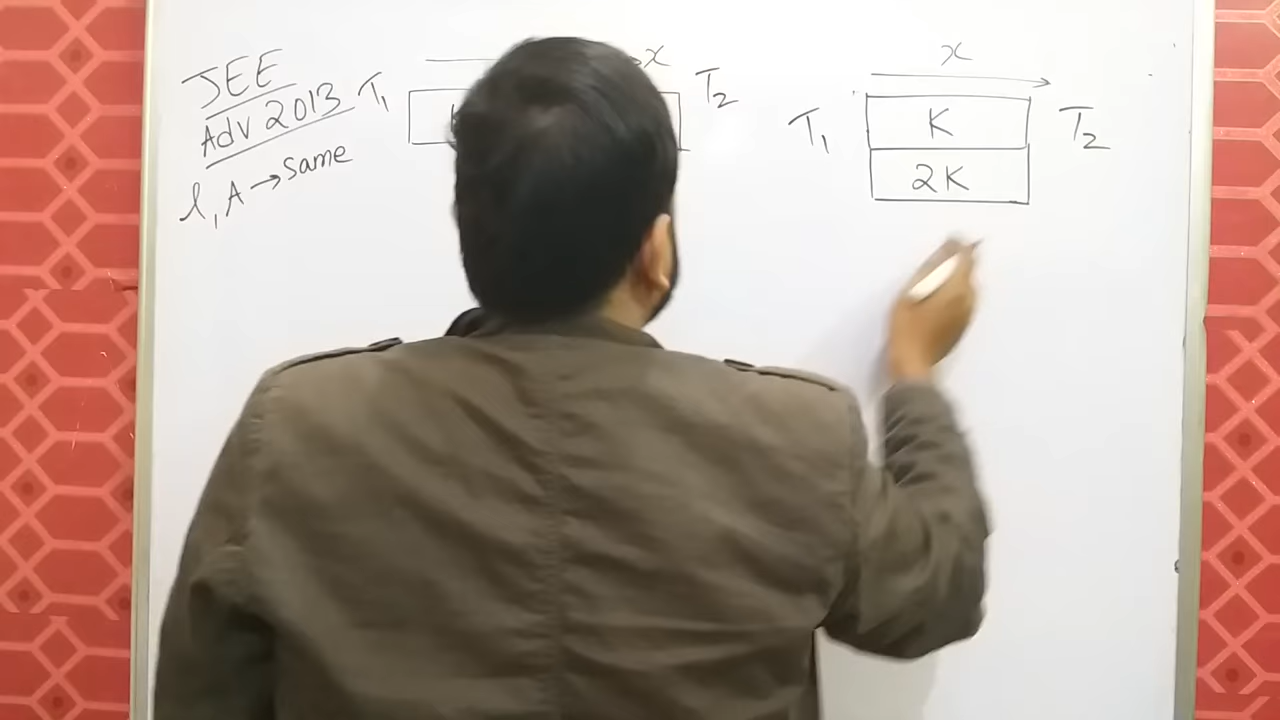 JEE
Adv 2013
l, A → same
T₁
x
T₂
x
T₁
K
T₂
2K